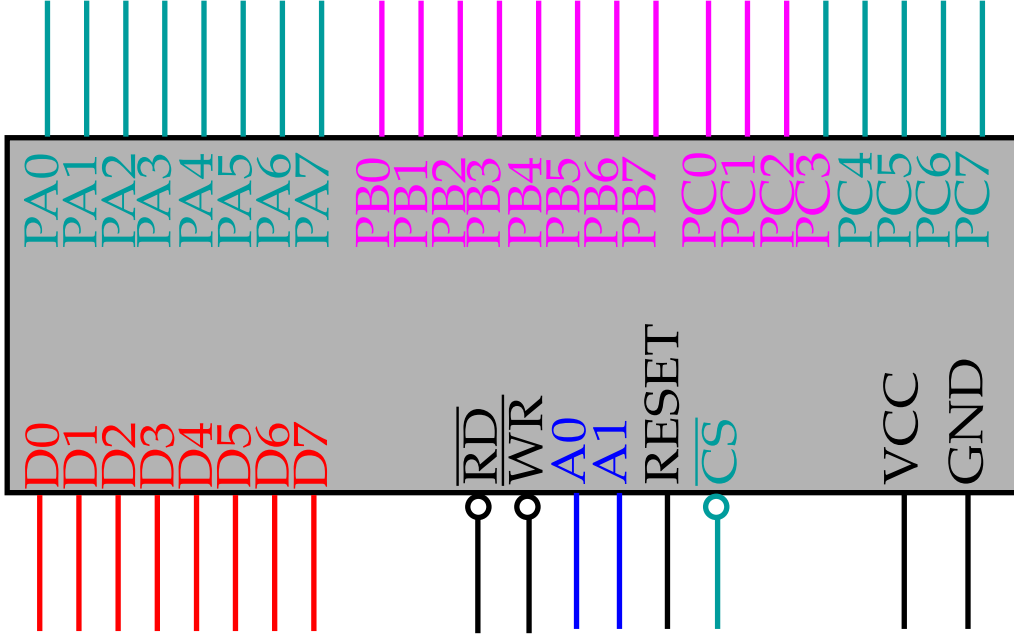 PA0 PA1 PA2 PA3 PA4 PA5 PA6 PA7 PB0 PB1 PB2 PB3 PB4 PB5 PB6 PB7 PC0 PC1 PC2 PC3 PC4 PC5 PC6 PC7
D0 D1 D2 D3 D4 D5 D6 D7 RD WR A0 A1 RESET CS VCC GND